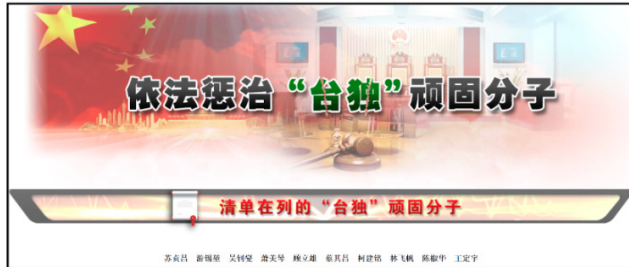 依法惩治“台独”顽固分子
清单在列的“台独”顽固分子
苏贞昌 游锡堃 吴钊燮 萧美琴 顾立雄 蔡其昌 柯建铭 林飞帆 陈椒华 王定宇